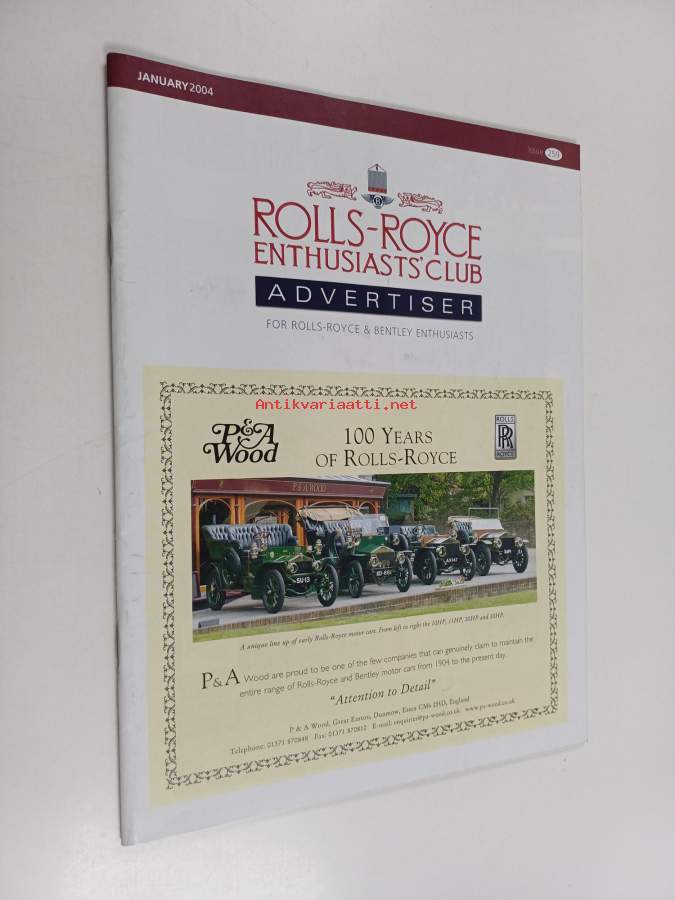 JANUARY2004
Issue 259
ROLLS-ROYCE
ENTHUSIASTS' CLUB
ADVERTISER
FOR ROLLS-ROYCE & BENTLEY ENTHUSIASTS
Antikvariaatti.net
P&A
Wood
100 YEARS
OF ROLLS-ROYCE
ROLLS
RR
ROYCE
P & A WOOD
SU·13
AX148
A unique line up of early Rolls-Royce motor cars. From left to right the 10HP, 15HP, 20HP and 30HP.
P & A Wood are proud to be one of the few companies that can genuinely claim to maintain the
entire range of Rolls-Royce and Bentley motor cars from 1904 to the present day.
"Attention to Detail"
P & A Wood, Great Easton, Dunmow, Essex CM6 2HD, England
Telephone: 01371 870848 Fax: 01371 870810 E-mail: enquiries@pa-wood.co.uk www.pa-wood.co.uk